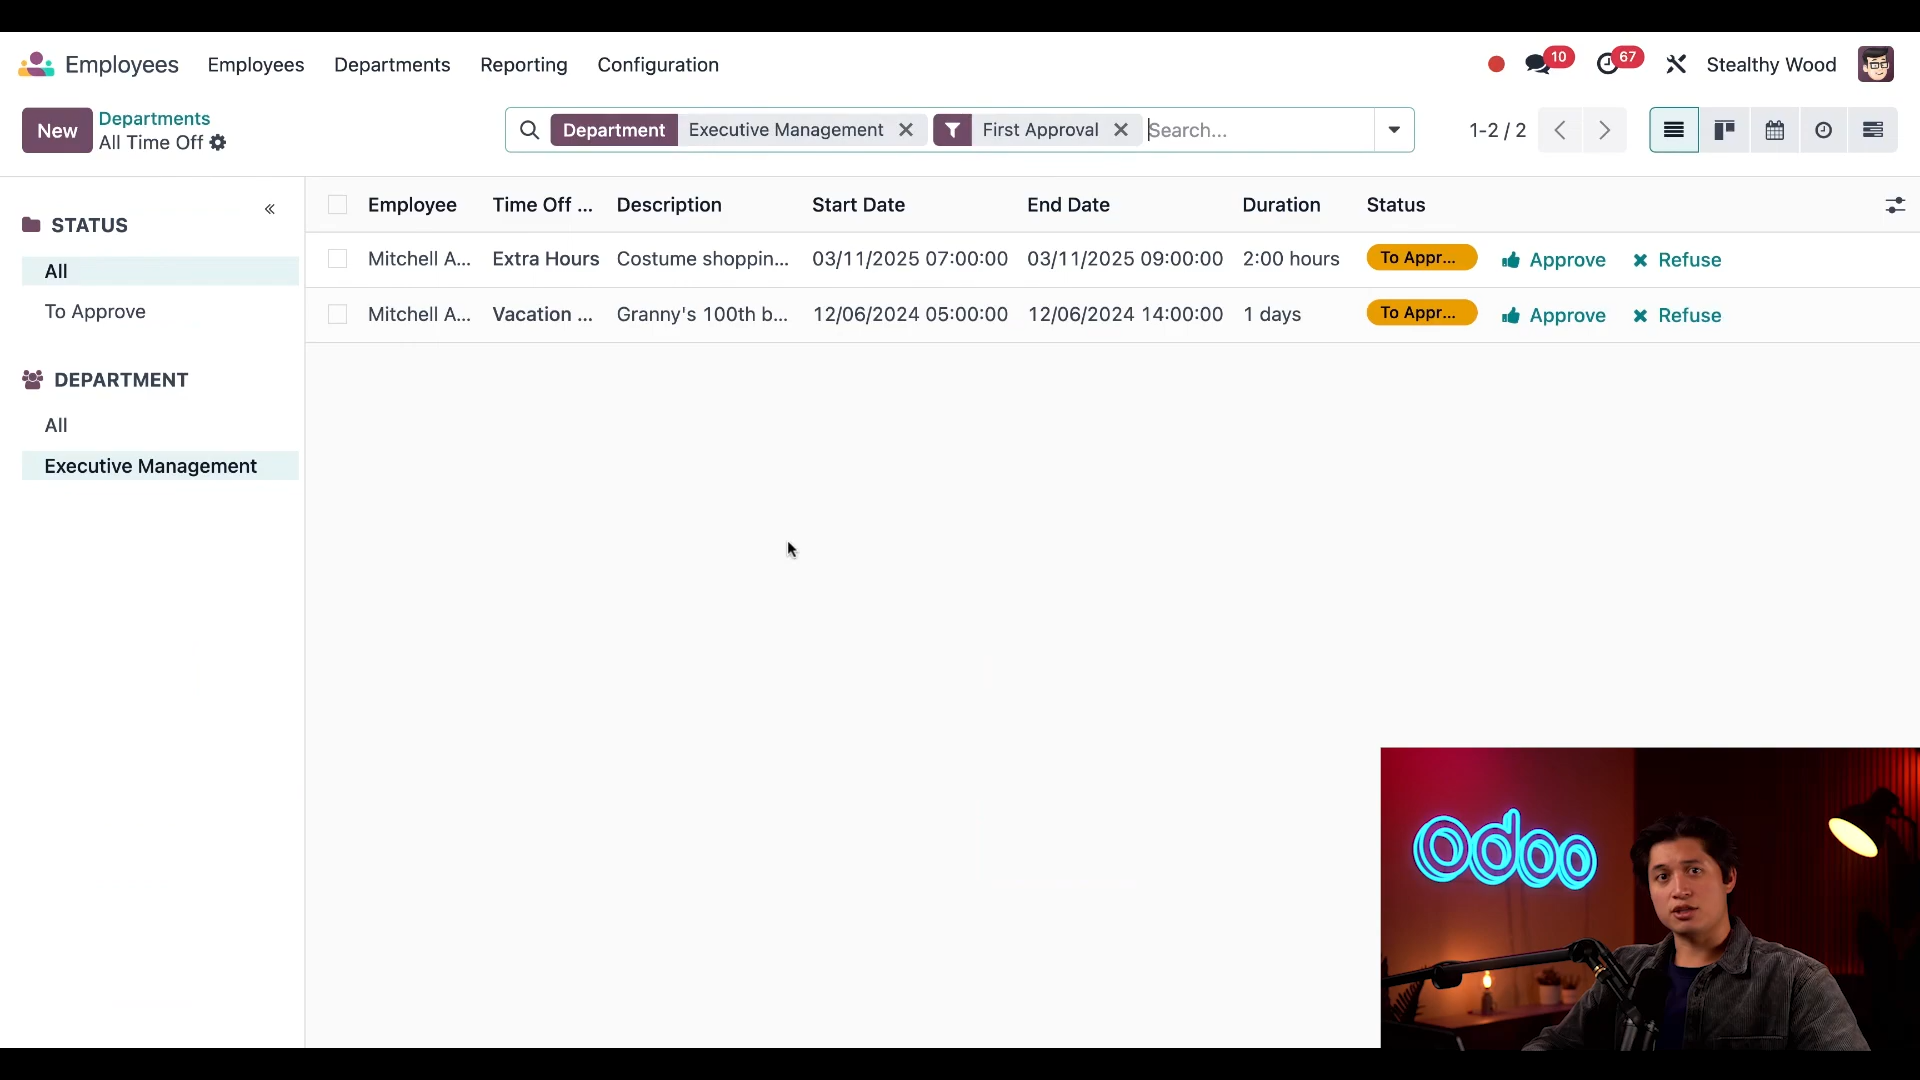 Employees Employees Departments Reporting Configuration 10 67 Stealthy Wood
New Departments Department Executive Management First Approval Search... 1-2 / 2
All Time Off
STATUS
All
To Approve
DEPARTMENT
All
Executive Management
Employee Time Off ... Description Start Date End Date Duration Status
Mitchell A... Extra Hours Costume shoppin... 03/11/2025 07:00:00 03/11/2025 09:00:00 2:00 hours To Appr... Approve Refuse
Mitchell A... Vacation ... Granny's 100th b... 12/06/2024 05:00:00 12/06/2024 14:00:00 1 days To Appr... Approve Refuse
odoo